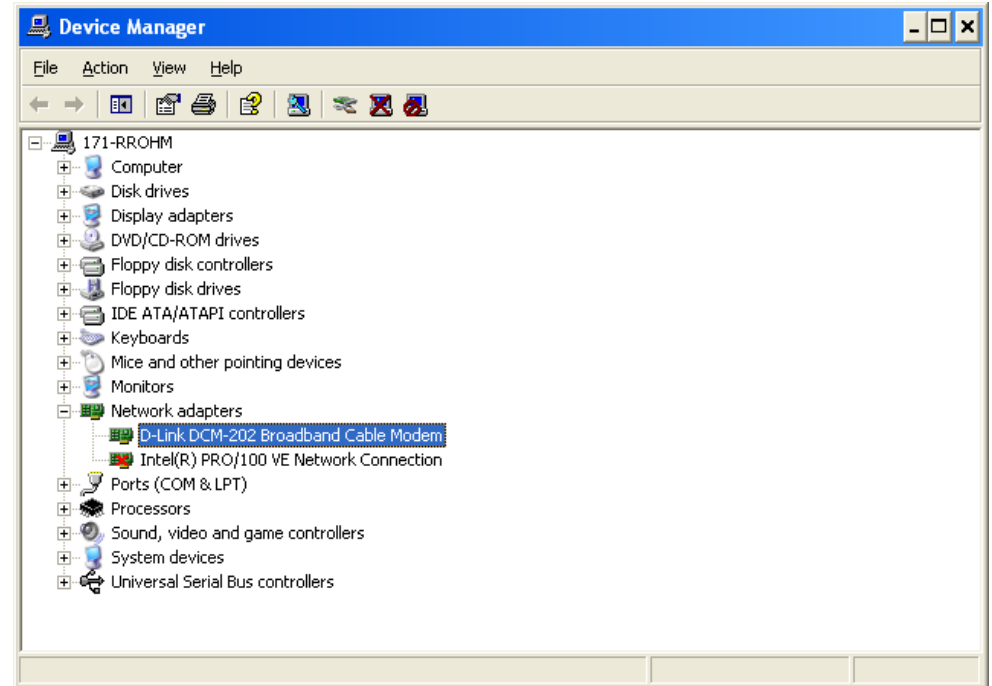 Device Manager
File Action View Help
171-RROHM
Computer
Disk drives
Display adapters
DVD/CD-ROM drives
Floppy disk controllers
Floppy disk drives
IDE ATA/ATAPI controllers
Keyboards
Mice and other pointing devices
Monitors
Network adapters
D-Link DCM-202 Broadband Cable Modem
Intel(R) PRO/100 VE Network Connection
Ports (COM & LPT)
Processors
Sound, video and game controllers
System devices
Universal Serial Bus controllers